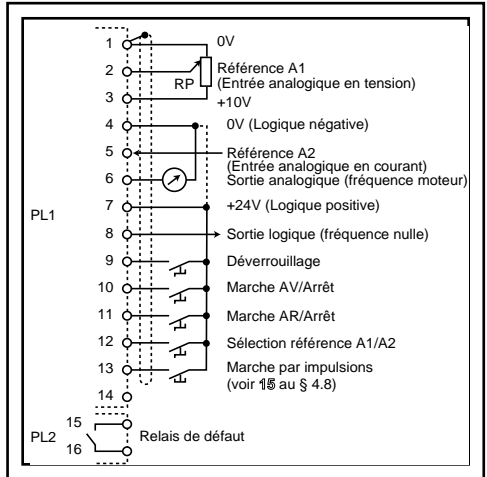 1 0V
2 RP Référence A1
(Entrée analogique en tension)
3 +10V
4 0V (Logique négative)
5 Référence A2
(Entrée analogique en courant)
6 Sortie analogique (fréquence moteur)
PL1
7 +24V (Logique positive)
8 Sortie logique (fréquence nulle)
9 Déverrouillage
10 Marche AV/Arrêt
11 Marche AR/Arrêt
12 Sélection référence A1/A2
13 Marche par impulsions
(voir 15 au § 4.8)
14
15
PL2 Relais de défaut
16